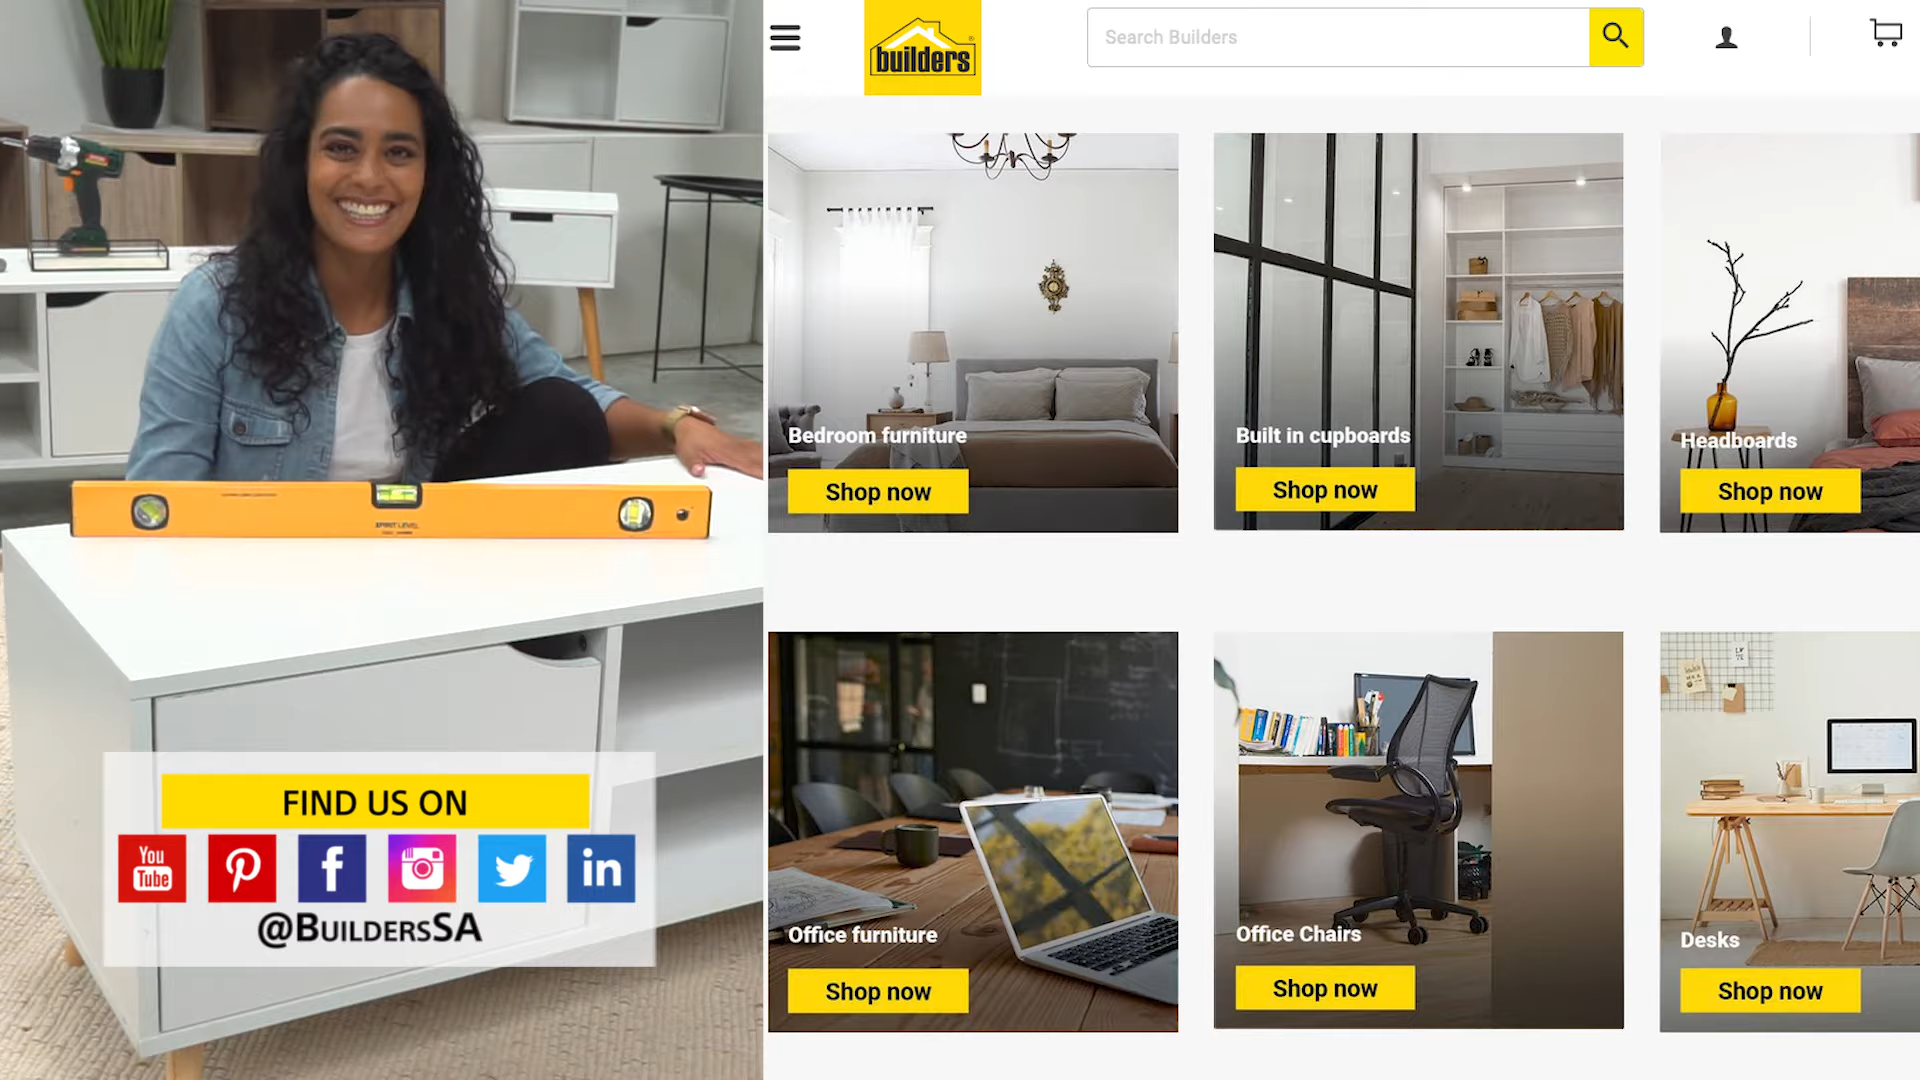 SPIRIT LEVEL
FIND US ON
You
Tube
@BUILDERSSA
builders
Search Builders
Bedroom furniture
Shop now
Built in cupboards
Shop now
Headboards
Shop now
Office furniture
Shop now
Office Chairs
Shop now
Desks
Shop now